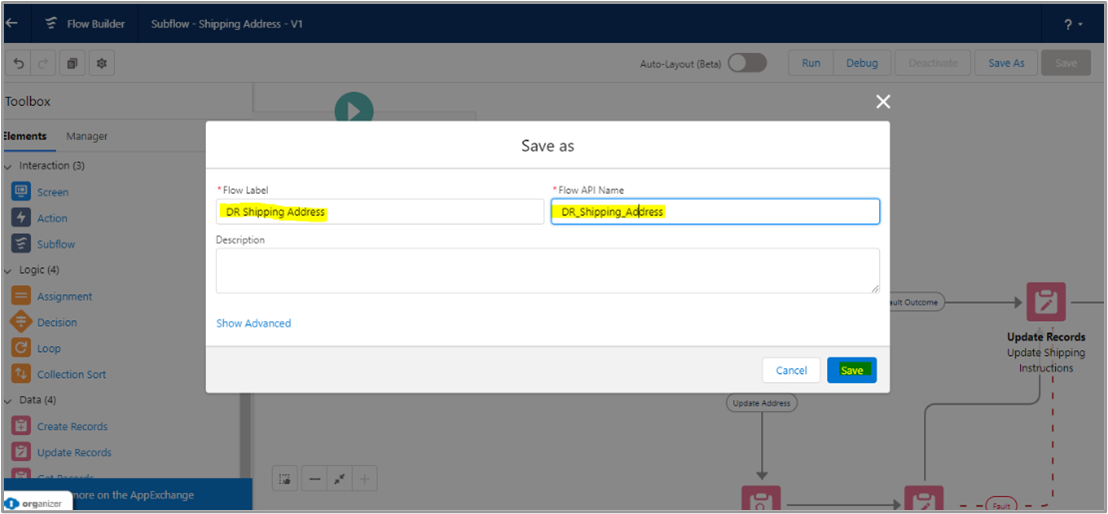 Flow Builder
Subflow - Shipping Address - V1
?
Auto-Layout (Beta)
Run
Debug
Deactivate
Save As
Save
Toolbox
Elements
Manager
Interaction (3)
Screen
Action
Subflow
Logic (4)
Assignment
Decision
Loop
Collection Sort
Data (4)
Create Records
Update Records
Get Records
more on the AppExchange
organizer
Save as
* Flow Label
DR Shipping Address
* Flow API Name
DR_Shipping_Address
Description
Show Advanced
Cancel
Save
ault Outcome
Update Records
Update Shipping
Instructions
Update Address
Fault